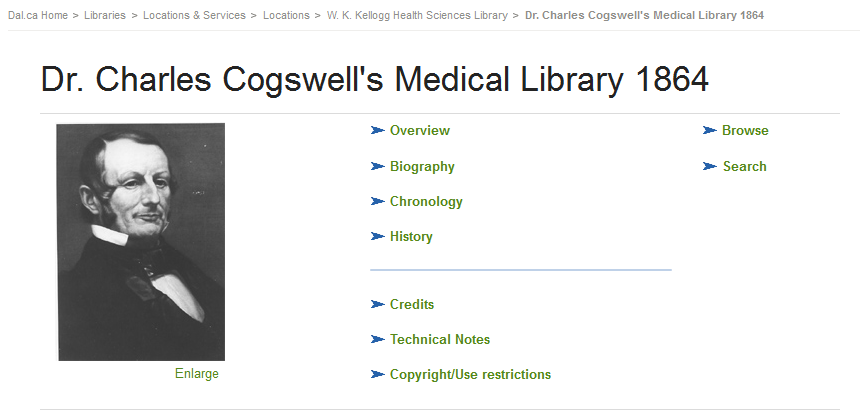 Dal.ca Home > Libraries > Locations & Services > Locations > W. K. Kellogg Health Sciences Library > Dr. Charles Cogswell's Medical Library 1864
Dr. Charles Cogswell's Medical Library 1864
Overview
Biography
Chronology
History
Credits
Technical Notes
Copyright/Use restrictions
Browse
Search
Enlarge